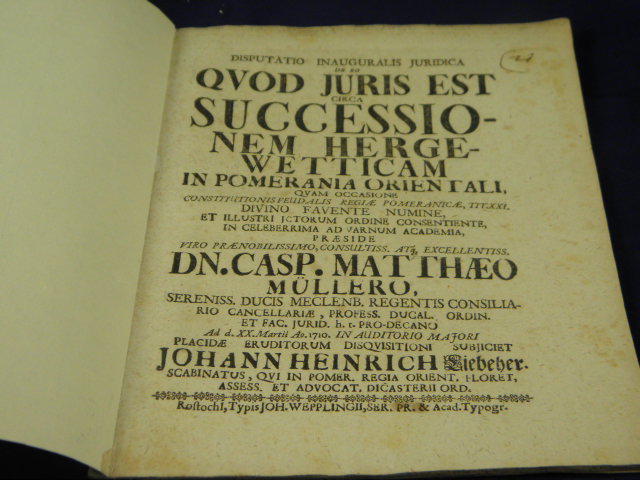 DISPUTATIO INAUGURALIS JURIDICA
DE EO
QVOD JURIS EST
CIRCA
SUCCESSIO-
NEM HERGE-
WETTICAM
IN POMERANIA ORIENTALI,
QVAM OCCASIONE
CONSTITUTIONIS FEUDALIS REGIÆ POMERANICÆ, TIT. XXI.
DIVINO FAVENTE NUMINE,
ET ILLUSTRI JCTORUM ORDINE CONSENTIENTE,
IN CELEBERRIMA AD VARNUM ACADEMIA,
PRÆSIDE
VIRO PRÆNOBILISSIMO, CONSULTISS. ATq; EXCELLENTISS.
DN. CASP. MATTHÆO
MÜLLERO,
SERENISS. DUCIS MECLENB. REGENTIS CONSILIA-
RIO CANCELLARIÆ, PROFESS. DUCAL. ORDIN.
ET FAC. JURID. h. t. PRO-DECANO
Ad d. XX. Martii Ao. 1710. IN AUDITORIO MAJORI
PLACIDÆ ERUDITORUM DISQVISITIONI SUBJICIET
JOHANN HEINRICH Liebeher.
SCABINATUS, QVI IN POMER. REGIA ORIENT. FLORET,
ASSESS. ET ADVOCAT. DICASTERII ORD.
RostochI, Typis JOH. WEPPLINGII, SER. PR. & Acad. Typogr.